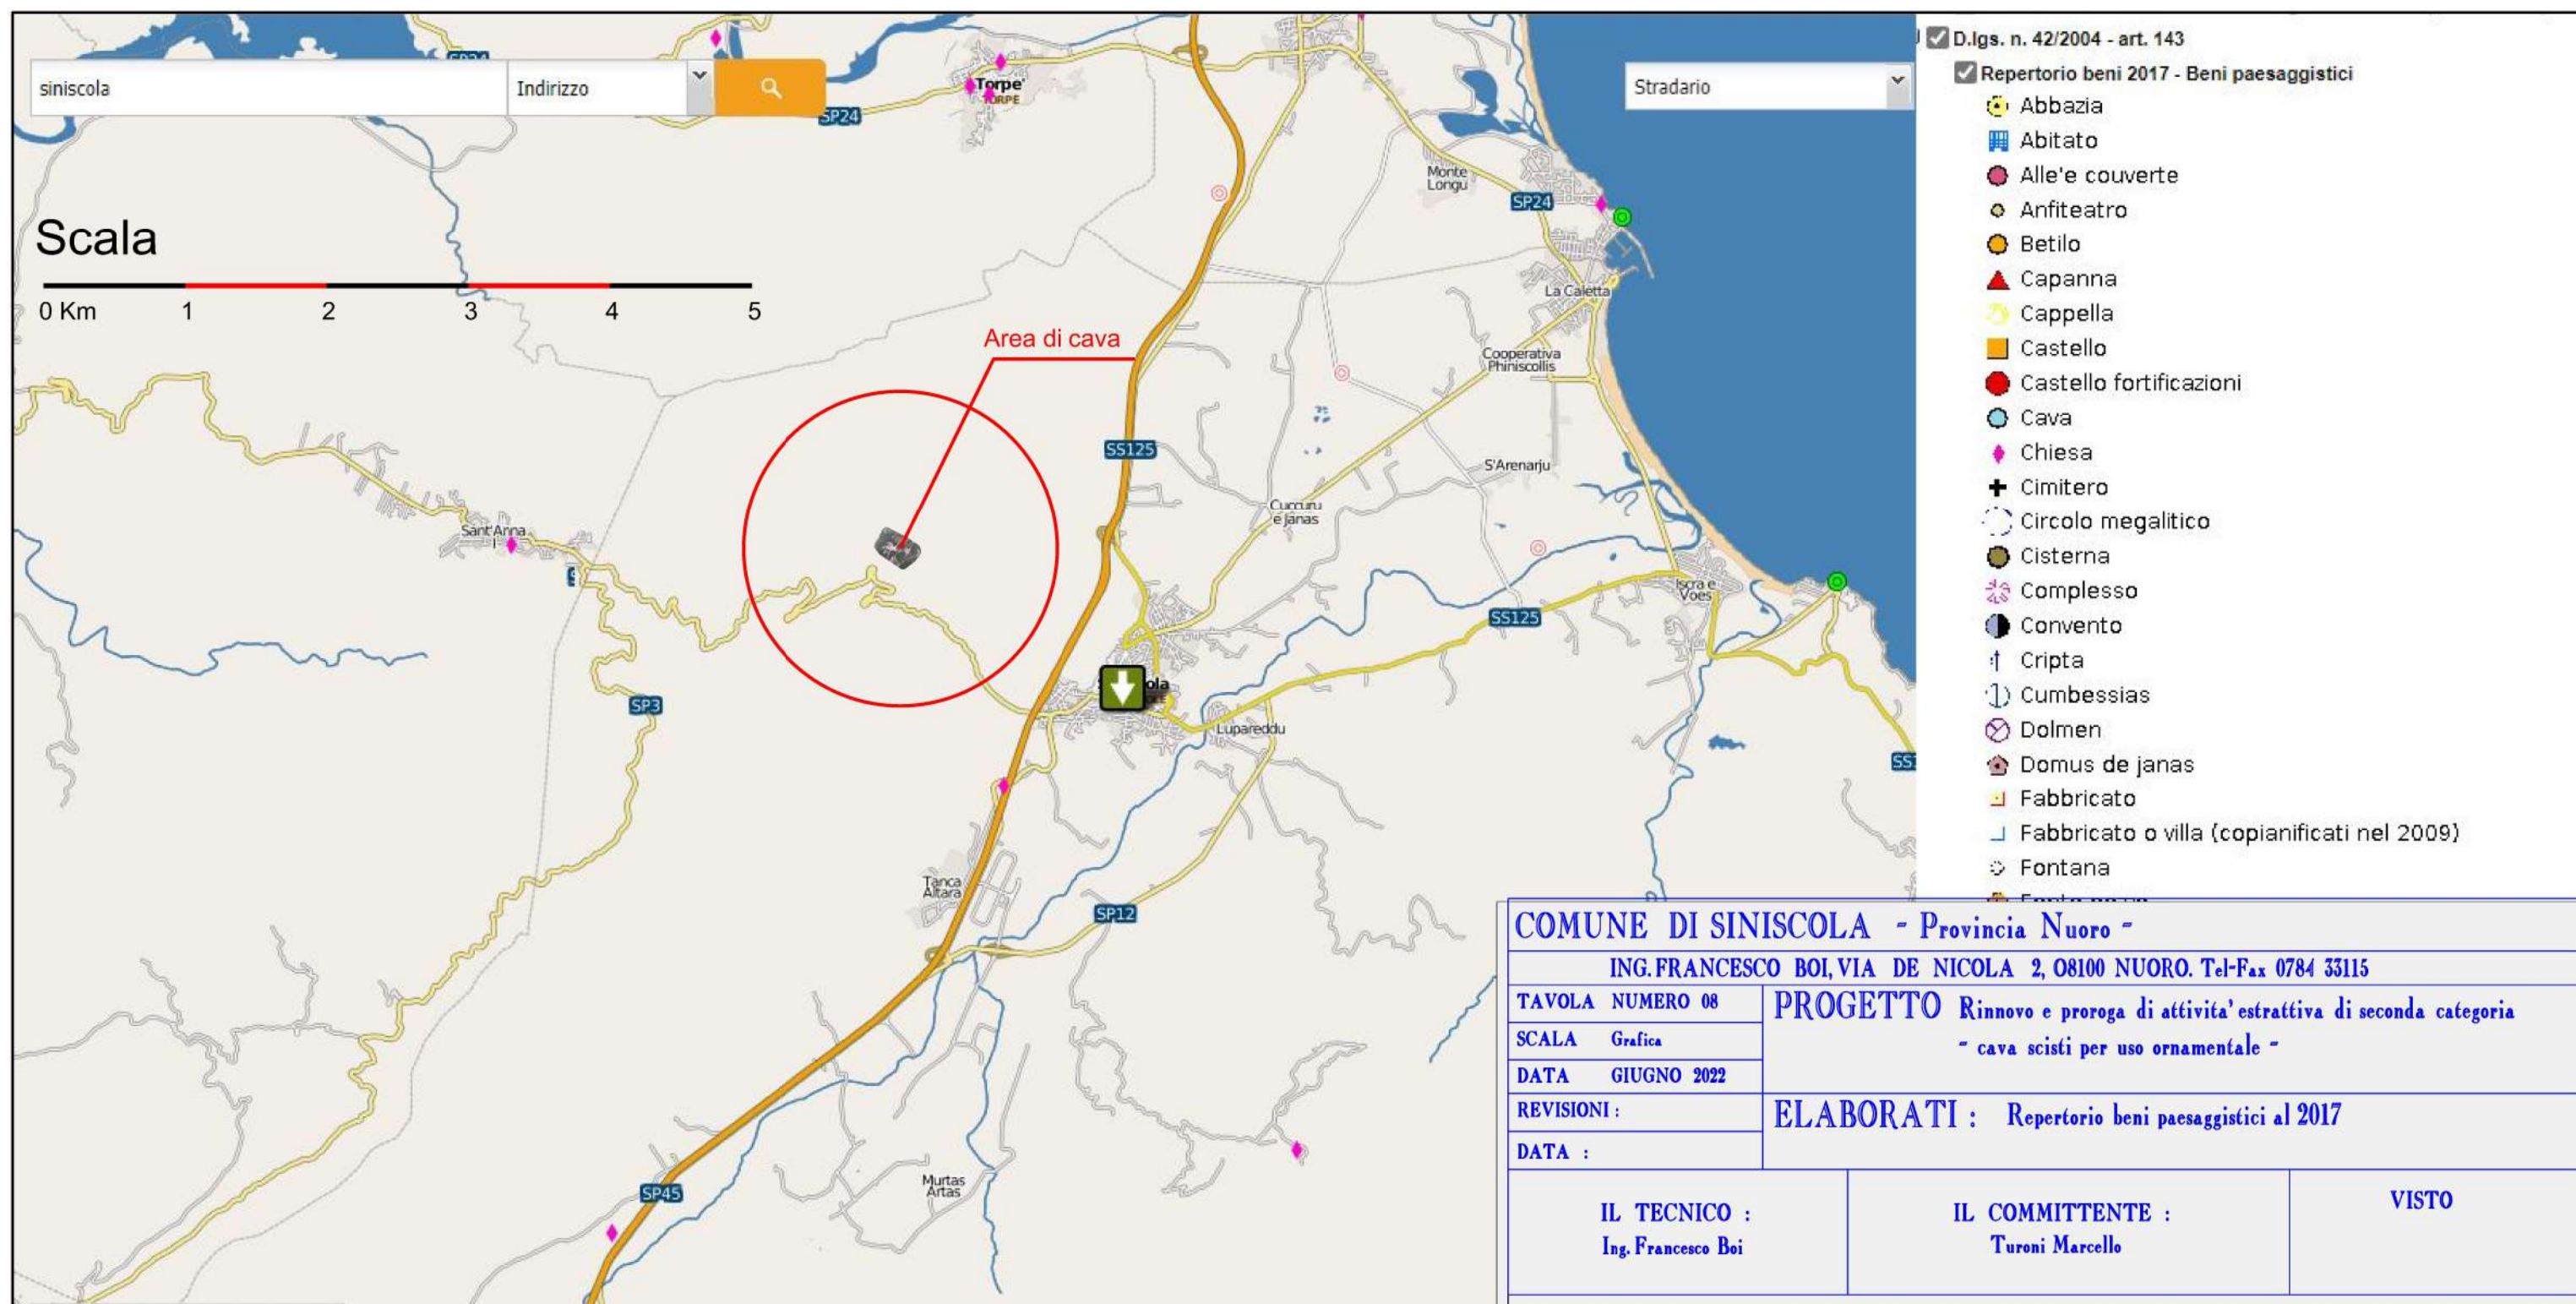 siniscola
Indirizzo
Stradario
SP24
SP24
Torpe'
TORPE
Monte
Longu
SP24
Scala
0 Km 1 2 3 4 5
La Caletta
Area di cava
Cooperativa
Phiniscollis
SS125
S'Arenarju
Cuccuru
e Janas
Sant'Anna
Iscra e
Voes
SS125
SP3
ola
Lupareddu
Tanca
Altara
SP12
Murtas
Artas
SP45
D.lgs. n. 42/2004 - art. 143
Repertorio beni 2017 - Beni paesaggistici
Abbazia
Abitato
Alle'e couverte
Anfiteatro
Betilo
Capanna
Cappella
Castello
Castello fortificazioni
Cava
Chiesa
Cimitero
Circolo megalitico
Cisterna
Complesso
Convento
Cripta
Cumbessias
Dolmen
Domus de janas
Fabbricato
Fabbricato o villa (copianificati nel 2009)
Fontana
COMUNE DI SINISCOLA - Provincia Nuoro -
ING. FRANCESCO BOI, VIA DE NICOLA 2, 08100 NUORO. Tel-Fax 0784 33115
TAVOLA NUMERO 08
SCALA Grafica
DATA GIUGNO 2022
REVISIONI :
DATA :
PROGETTO Rinnovo e proroga di attivita' estrattiva di seconda categoria
- cava scisti per uso ornamentale -
ELABORATI : Repertorio beni paesaggistici al 2017
IL TECNICO :
Ing. Francesco Boi
IL COMMITTENTE :
Turoni Marcello
VISTO